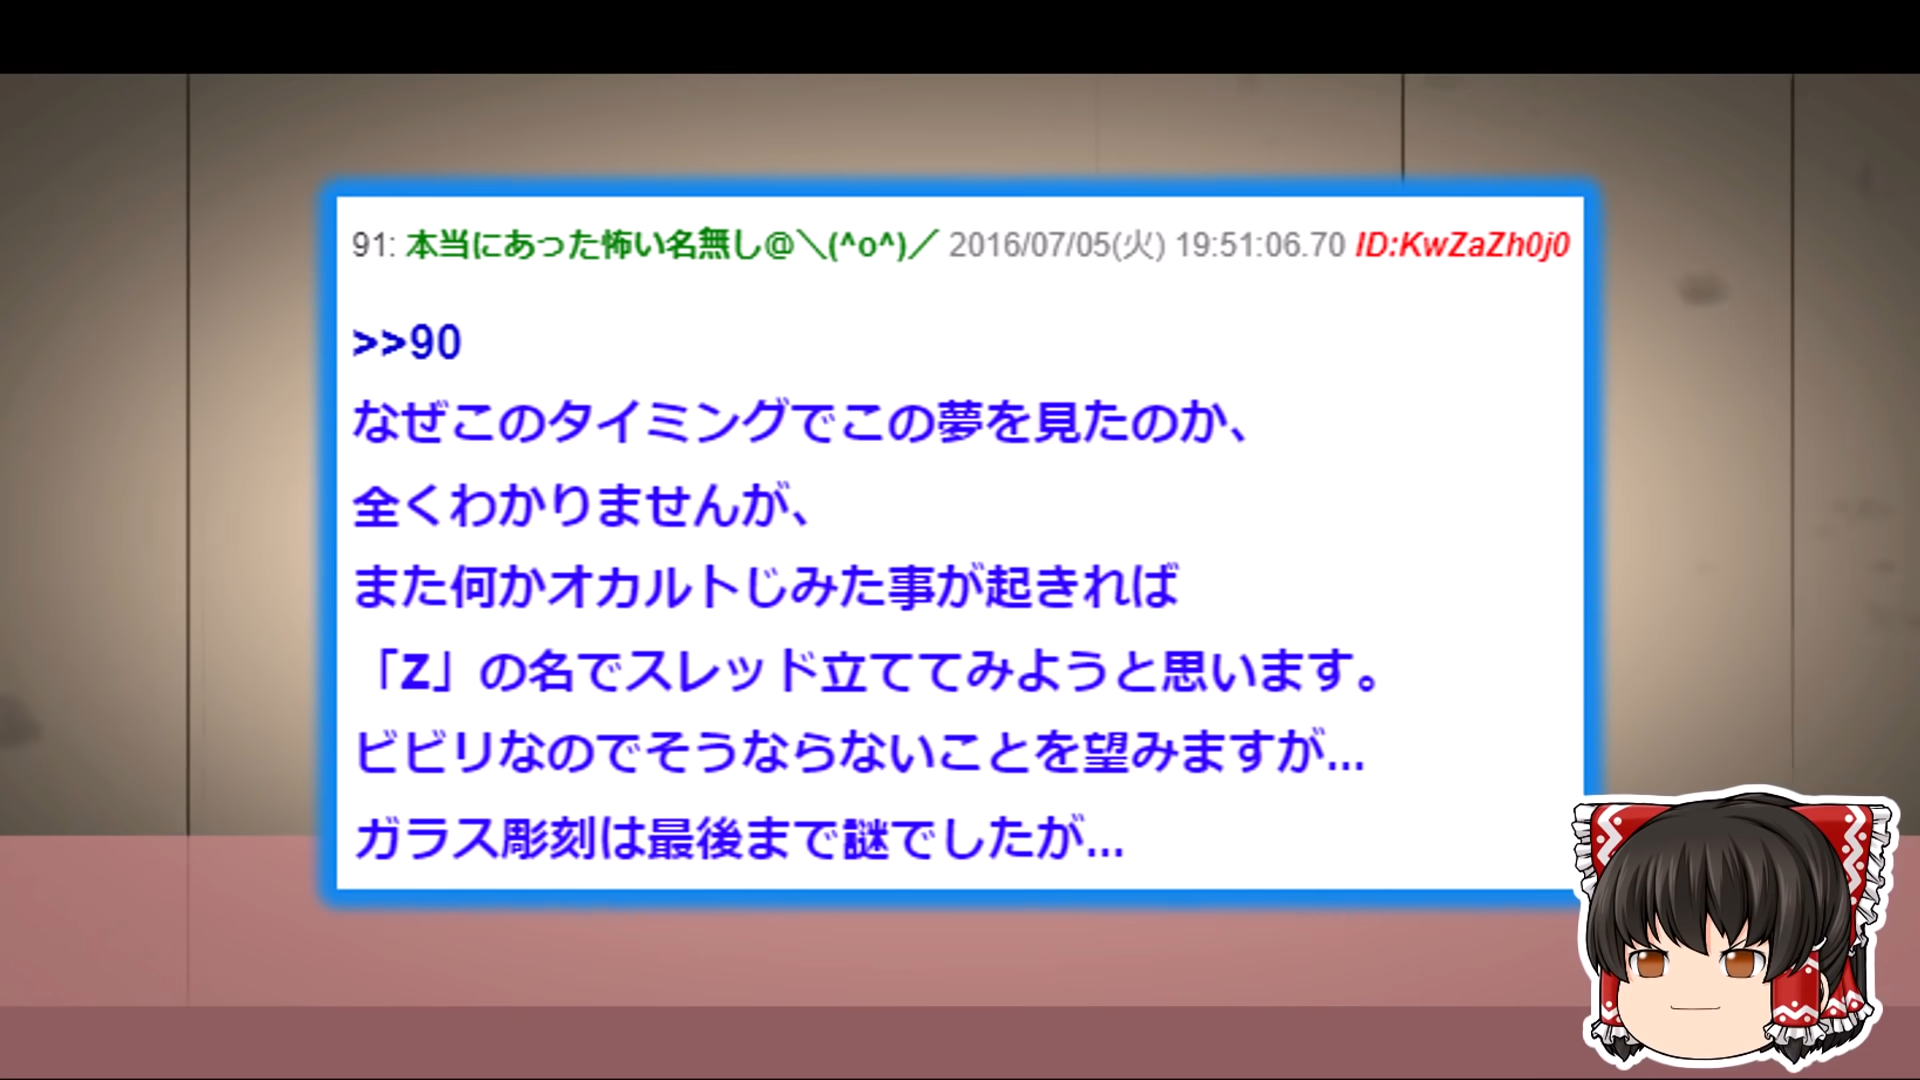 91: 本当にあった怖い名無し@＼(^o^)／ 2016/07/05(火) 19:51:06.70 ID:KwZaZh0j0
>>90
なぜこのタイミングでこの夢を見たのか、
全くわかりませんが、
また何かオカルトじみた事が起きれば
「Z」の名でスレッド立ててみようと思います。
ビビリなのでそうならないことを望みますが...
ガラス彫刻は最後まで謎でしたが...